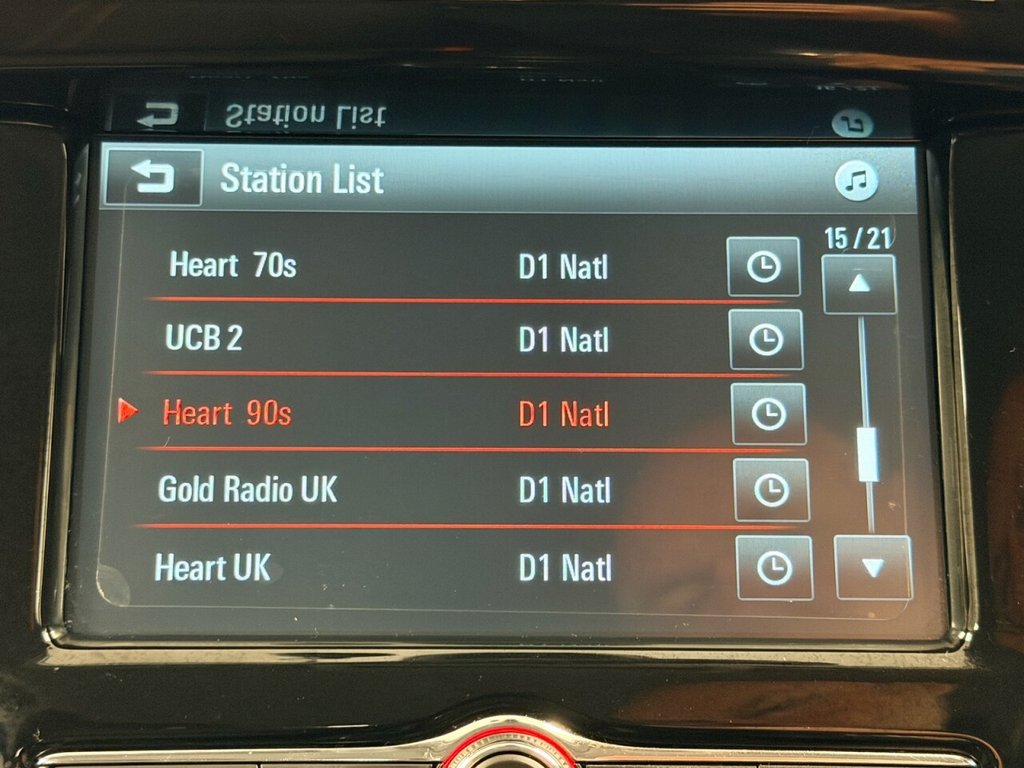 Station List
15/21
Heart 70s D1 Natl
UCB 2 D1 Natl
Heart 90s D1 Natl
Gold Radio UK D1 Natl
Heart UK D1 Natl